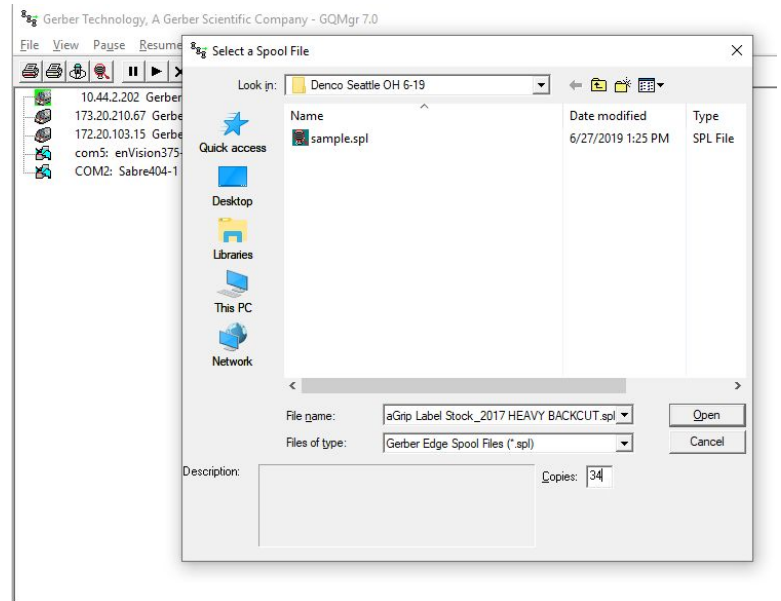 Gerber Technology, A Gerber Scientific Company - GQMgr 7.0
File View Pause Resume
Select a Spool File
Look in: Denco Seattle OH 6-19
10.44.2.202 Gerber
173.20.210.67 Gerbe
172.20.103.15 Gerbe
com5: enVision375-
COM2: Sabre404-1
Quick access
Desktop
Libraries
This PC
Network
Name Date modified Type
sample.spl 6/27/2019 1:25 PM SPL File
File name: aGrip Label Stock_2017 HEAVY BACKCUT.spl Open
Files of type: Gerber Edge Spool Files (*.spl) Cancel
Description:
Copies: 34